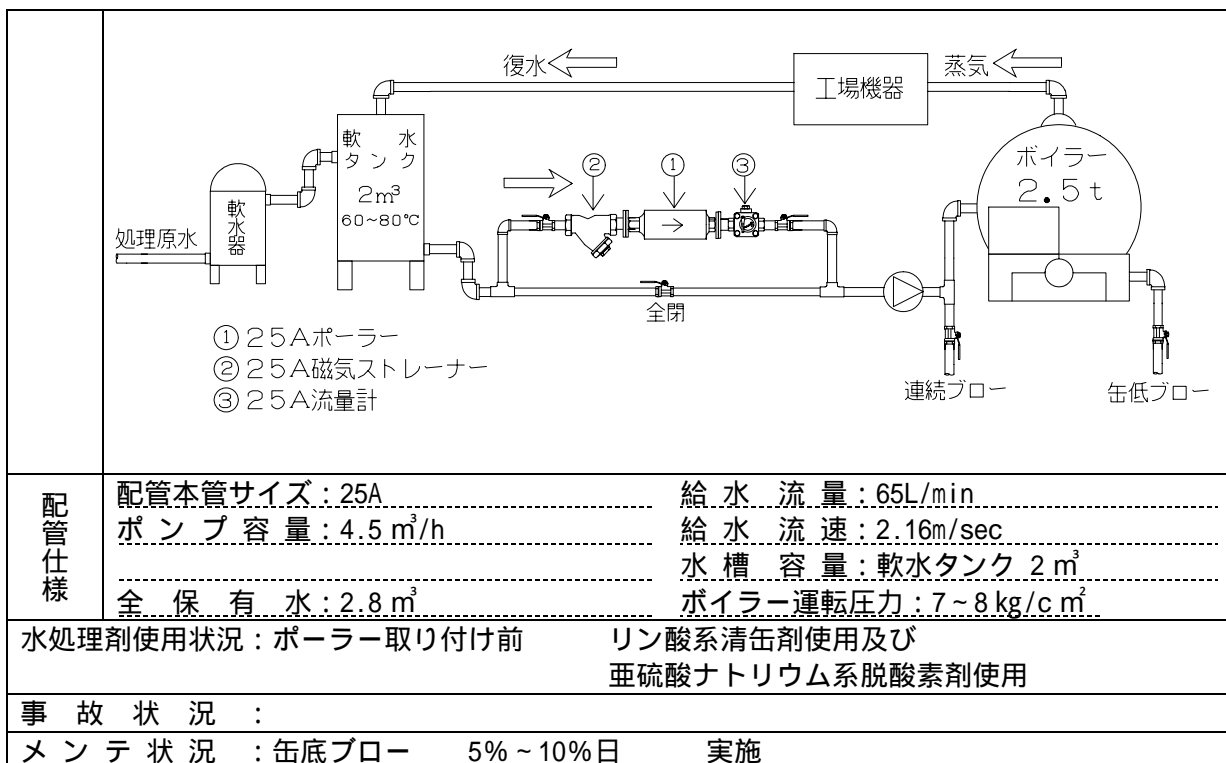 復水
蒸気
工場機器
軟水
タンク
2m³
60~80℃
ボイラー
2.5t
軟水器
処理原水
②
①
③
全閉
①25Aポーラー
②25A磁気ストレーナー
③25A流量計
連続ブロー
缶低ブロー
配管仕様
配管本管サイズ:25A
給水流量:65L/min
ポンプ容量:4.5㎥/h
給水流速:2.16m/sec
水槽容量:軟水タンク 2㎥
全保有水:2.8㎥
ボイラー運転圧力:7~8kg/c㎡
水処理剤使用状況:ポーラー取り付け前 リン酸系清缶剤使用及び
亜硫酸ナトリウム系脱酸素剤使用
事故状況:
メンテ状況:缶底ブロー 5%~10%日 実施